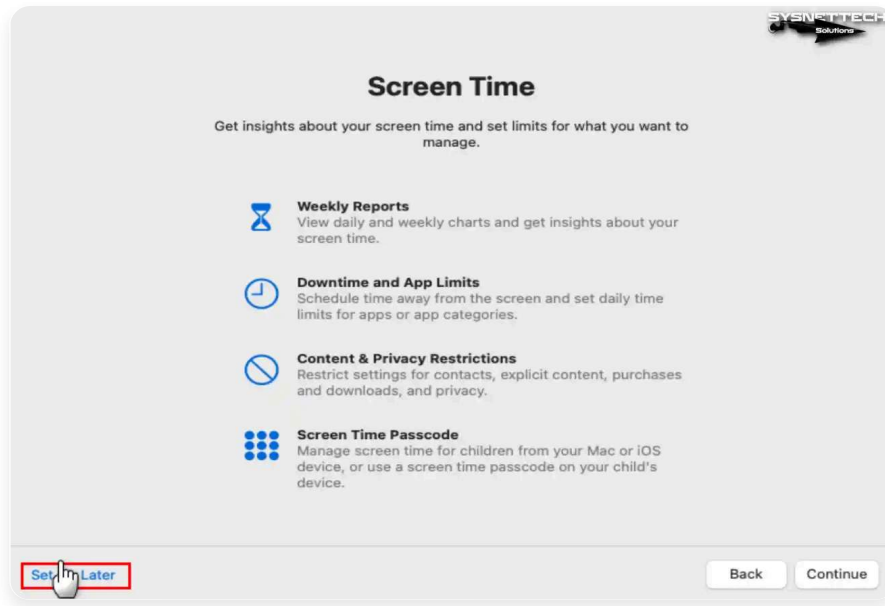 SYSNETTECH
Solutions
Screen Time
Get insights about your screen time and set limits for what you want to
manage.
Weekly Reports
View daily and weekly charts and get insights about your
screen time.
Downtime and App Limits
Schedule time away from the screen and set daily time
limits for apps or app categories.
Content & Privacy Restrictions
Restrict settings for contacts, explicit content, purchases
and downloads, and privacy.
Screen Time Passcode
Manage screen time for children from your Mac or iOS
device, or use a screen time passcode on your child's
device.
Set Later
Back
Continue